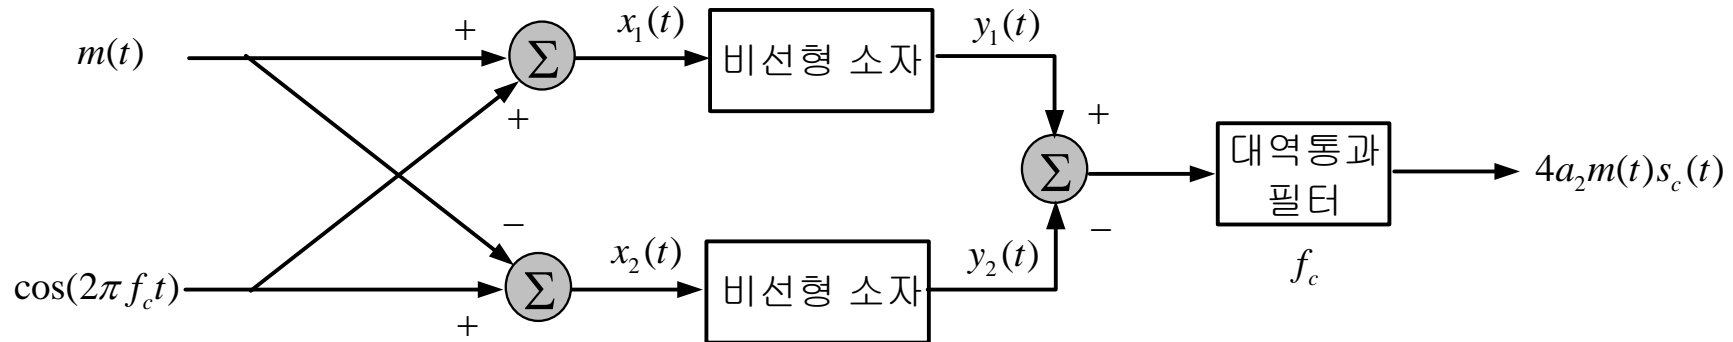 m(t)
+
Σ
+
x₁(t)
비선형 소자
y₁(t)
+
Σ
−
대역통과
필터
f_c
4a₂m(t)s_c(t)
cos(2πf_ct)
−
Σ
+
x₂(t)
비선형 소자
y₂(t)